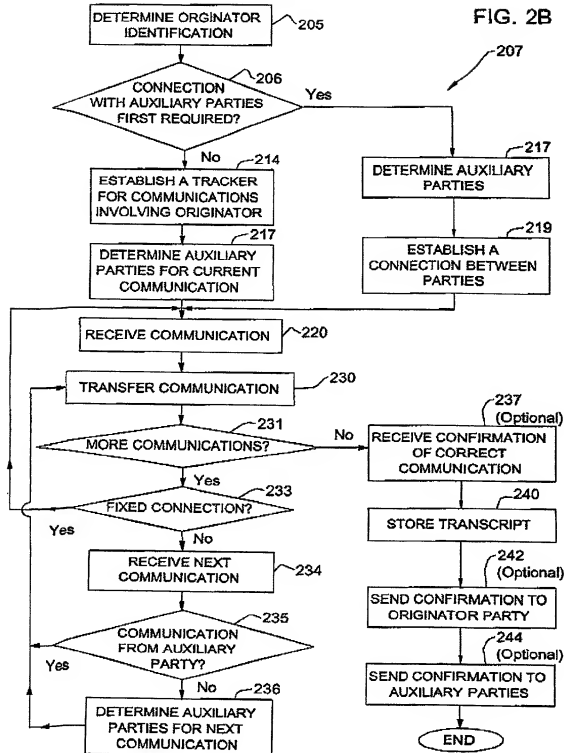 FIG. 2B
DETERMINE ORGINATOR
IDENTIFICATION
205
207
206
CONNECTION
WITH AUXILIARY PARTIES
FIRST REQUIRED?
Yes
No
214
ESTABLISH A TRACKER
FOR COMMUNICATIONS
INVOLVING ORIGINATOR
217
DETERMINE AUXILIARY
PARTIES
217
DETERMINE AUXILIARY
PARTIES FOR CURRENT
COMMUNICATION
219
ESTABLISH A
CONNECTION BETWEEN
PARTIES
RECEIVE COMMUNICATION
220
TRANSFER COMMUNICATION
230
231
MORE COMMUNICATIONS?
No
Yes
237
(Optional)
RECEIVE CONFIRMATION
OF CORRECT
COMMUNICATION
233
FIXED CONNECTION?
Yes
No
240
STORE TRANSCRIPT
RECEIVE NEXT
COMMUNICATION
234
242
(Optional)
SEND CONFIRMATION TO
ORIGINATOR PARTY
235
COMMUNICATION
FROM AUXILIARY
PARTY?
Yes
No
244
(Optional)
SEND CONFIRMATION TO
AUXILIARY PARTIES
236
DETERMINE AUXILIARY
PARTIES FOR NEXT
COMMUNICATION
END